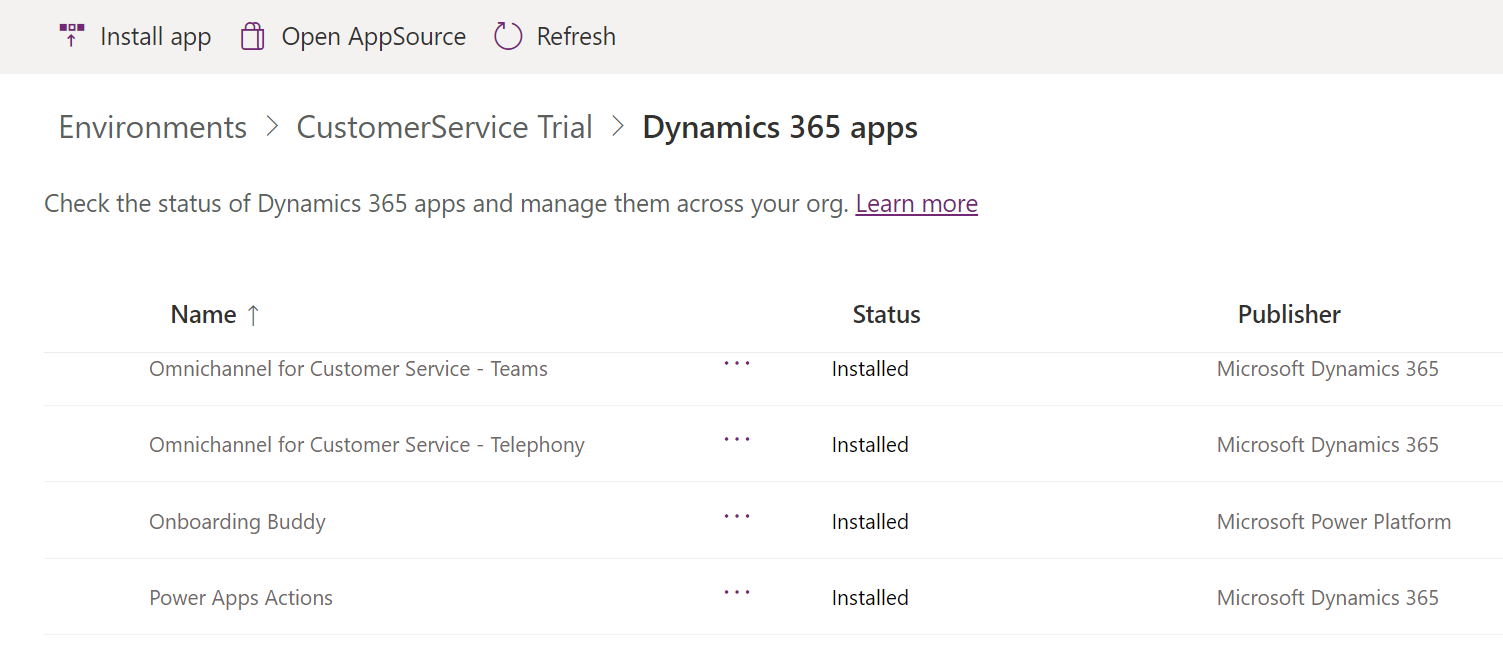 Install app Open AppSource Refresh
Environments > CustomerService Trial > Dynamics 365 apps
Check the status of Dynamics 365 apps and manage them across your org. Learn more
Name ↑ Status Publisher
Omnichannel for Customer Service - Teams ... Installed Microsoft Dynamics 365
Omnichannel for Customer Service - Telephony ... Installed Microsoft Dynamics 365
Onboarding Buddy ... Installed Microsoft Power Platform
Power Apps Actions ... Installed Microsoft Dynamics 365